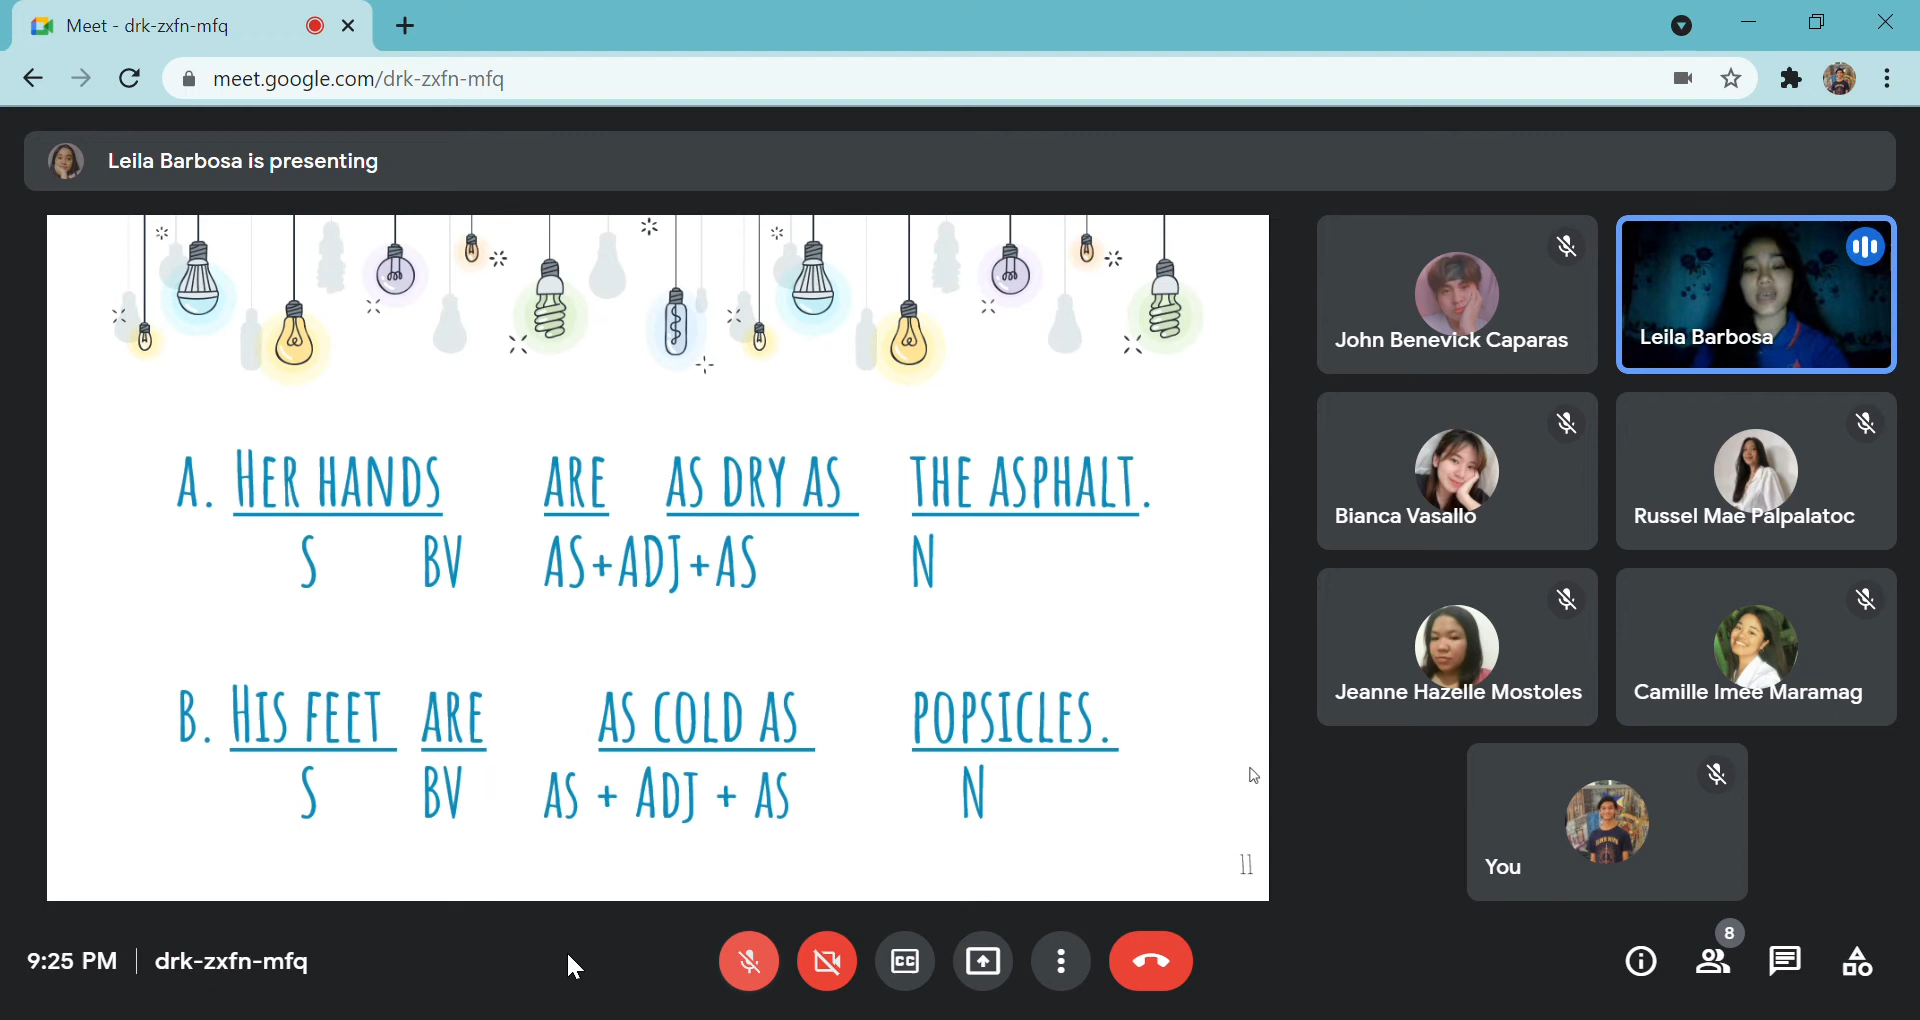 Meet - drk-zxfn-mfq
meet.google.com/drk-zxfn-mfq
Leila Barbosa is presenting
A. HER HANDS ARE AS DRY AS THE ASPHALT.
S BV AS+ADJ+AS N
B. HIS FEET ARE AS COLD AS POPSICLES.
S BV AS + ADJ + AS N
11
John Benevick Caparas
Leila Barbosa
Bianca Vasallo
Russel Mae Palpalatoc
Jeanne Hazelle Mostoles
Camille Imee Maramag
You
9:25 PM drk-zxfn-mfq
CC
8